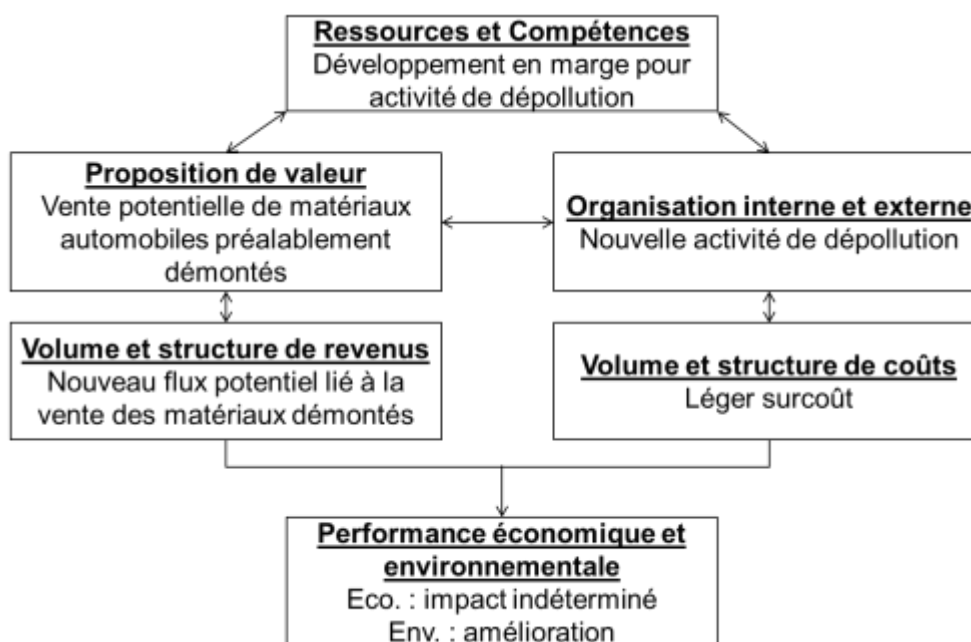 Ressources et Compétences
Développement en marge pour
activité de dépollution
Proposition de valeur
Vente potentielle de matériaux
automobiles préalablement
démontés
Organisation interne et externe
Nouvelle activité de dépollution
Volume et structure de revenus
Nouveau flux potentiel lié à la
vente des matériaux démontés
Volume et structure de coûts
Léger surcoût
Performance économique et
environnementale
Eco. : impact indéterminé
Env. : amélioration